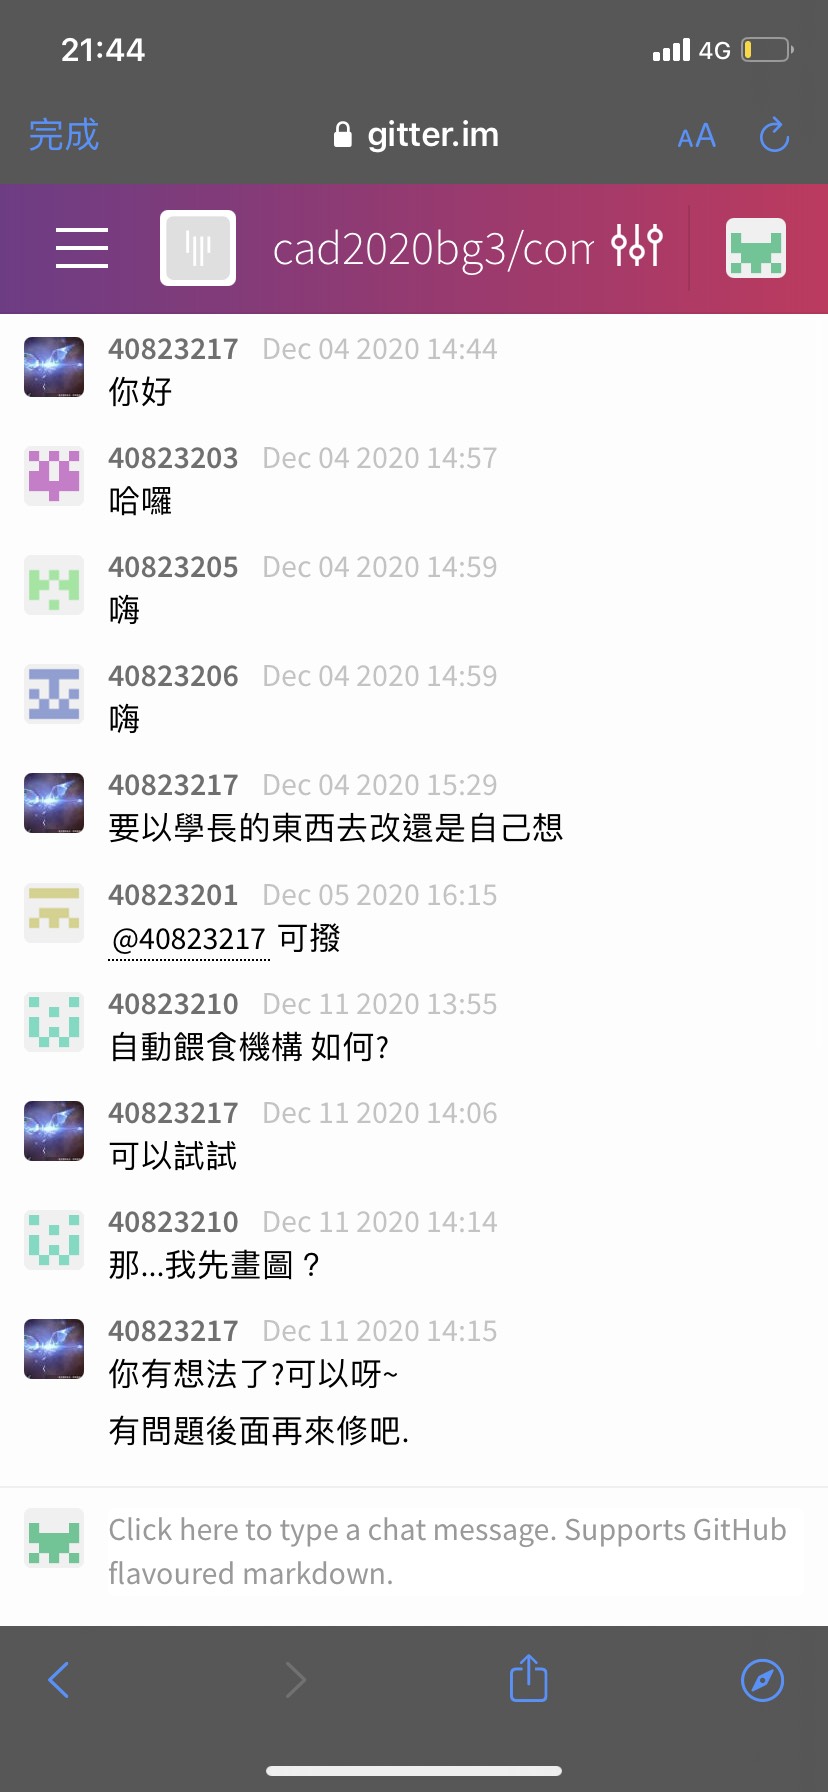 21:44
4G
完成
gitter.im
AA
cad2020bg3/com
40823217 Dec 04 2020 14:44
你好
40823203 Dec 04 2020 14:57
哈囉
40823205 Dec 04 2020 14:59
嗨
40823206 Dec 04 2020 14:59
嗨
40823217 Dec 04 2020 15:29
要以學長的東西去改還是自己想
40823201 Dec 05 2020 16:15
@40823217 可撥
40823210 Dec 11 2020 13:55
自動餵食機構 如何?
40823217 Dec 11 2020 14:06
可以試試
40823210 Dec 11 2020 14:14
那...我先畫圖？
40823217 Dec 11 2020 14:15
你有想法了?可以呀~
有問題後面再來修吧.
Click here to type a chat message. Supports GitHub
flavoured markdown.